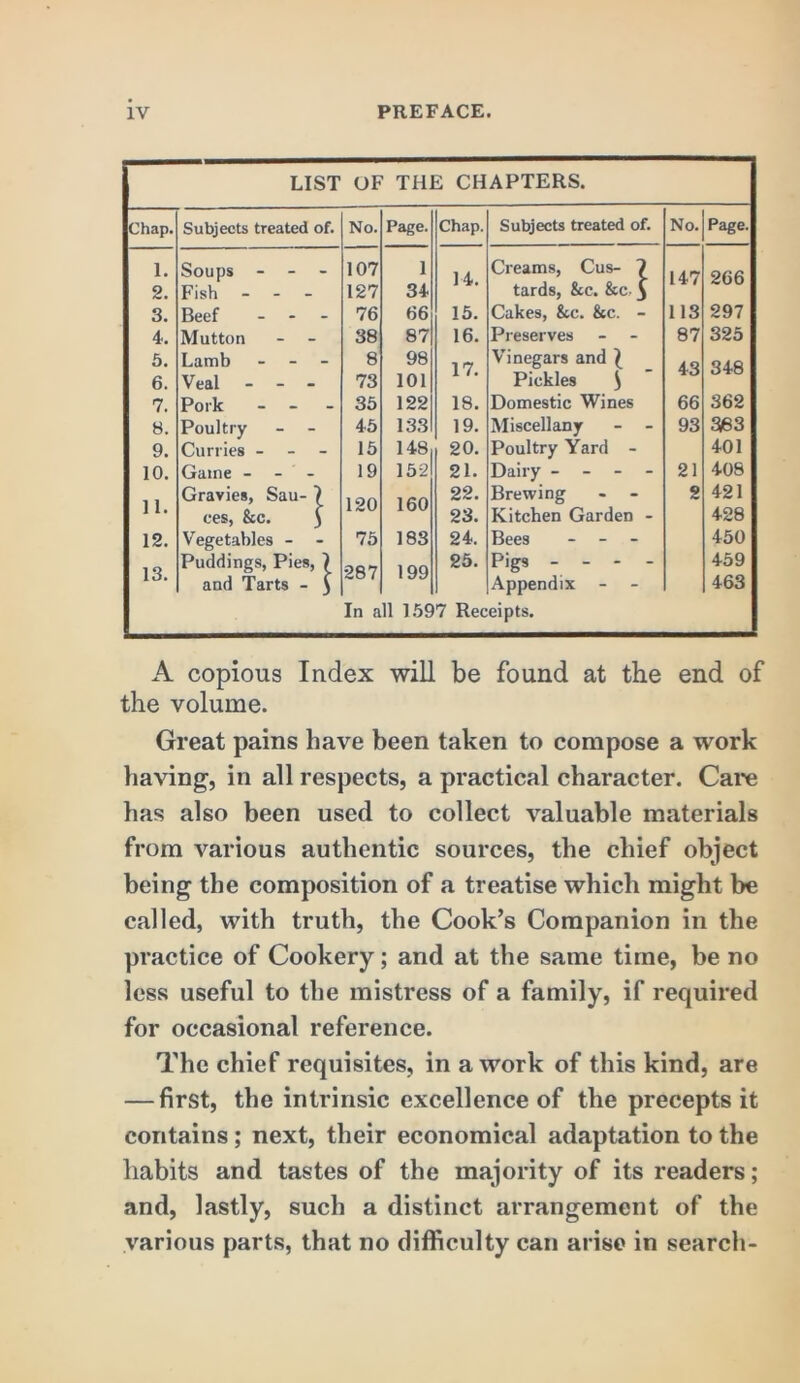 iv PREFACE.
LIST OF THE CHAPTERS.
Chap. Subjects treated of. No. Page. Chap. Subjects treated of. No. Page.
1. Soups - - - 107 1
2. Fish - - - 127 34
3. Beef - - - 76 66
4. Mutton - - 38 87
5. Lamb - - - 8 98
6. Veal - - - 73 101
7. Pork - - - 35 122
8. Poultry - - 45 133
9. Curries - - - 15 148
10. Game - - - 19 152
11. Gravies, Sau- }
ces, &c. } 120 160
12. Vegetables - - 75 183
13. Puddings, Pies, }
and Tarts - } 287 199
14. Creams, Cus- }
tards, &c. &c. } 147 266
15. Cakes, &c. &c. - 113 297
16. Preserves - - 87 325
17. Vinegars and }
Pickles } - 43 348
18. Domestic Wines 66 362
19. Miscellany - - 93 383
20. Poultry Yard - 401
21. Dairy - - - - 21 408
22. Brewing - - 2 421
23. Kitchen Garden - 428
24. Bees - - - 450
25. Pigs - - - - 459
Appendix - - 463
In all 1597 Receipts.
A copious Index will be found at the end of
the volume.
Great pains have been taken to compose a work
having, in all respects, a practical character. Care
has also been used to collect valuable materials
from various authentic sources, the chief object
being the composition of a treatise which might be
called, with truth, the Cook's Companion in the
practice of Cookery; and at the same time, be no
less useful to the mistress of a family, if required
for occasional reference.
The chief requisites, in a work of this kind, are
— first, the intrinsic excellence of the precepts it
contains; next, their economical adaptation to the
habits and tastes of the majority of its readers;
and, lastly, such a distinct arrangement of the
various parts, that no difficulty can arise in search-